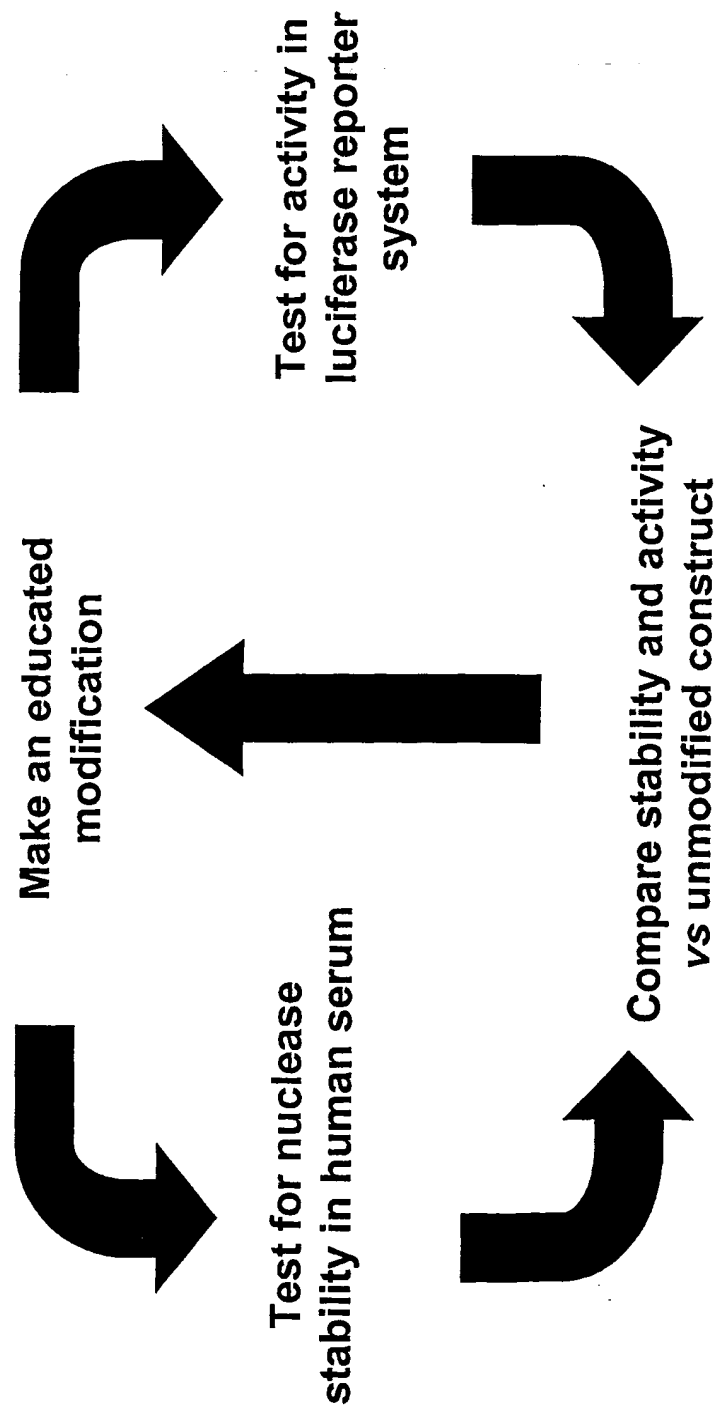 Make an educated
modification
Test for nuclease
stability in human serum
Test for activity in
luciferase reporter
system
Compare stability and activity
vs unmodified construct